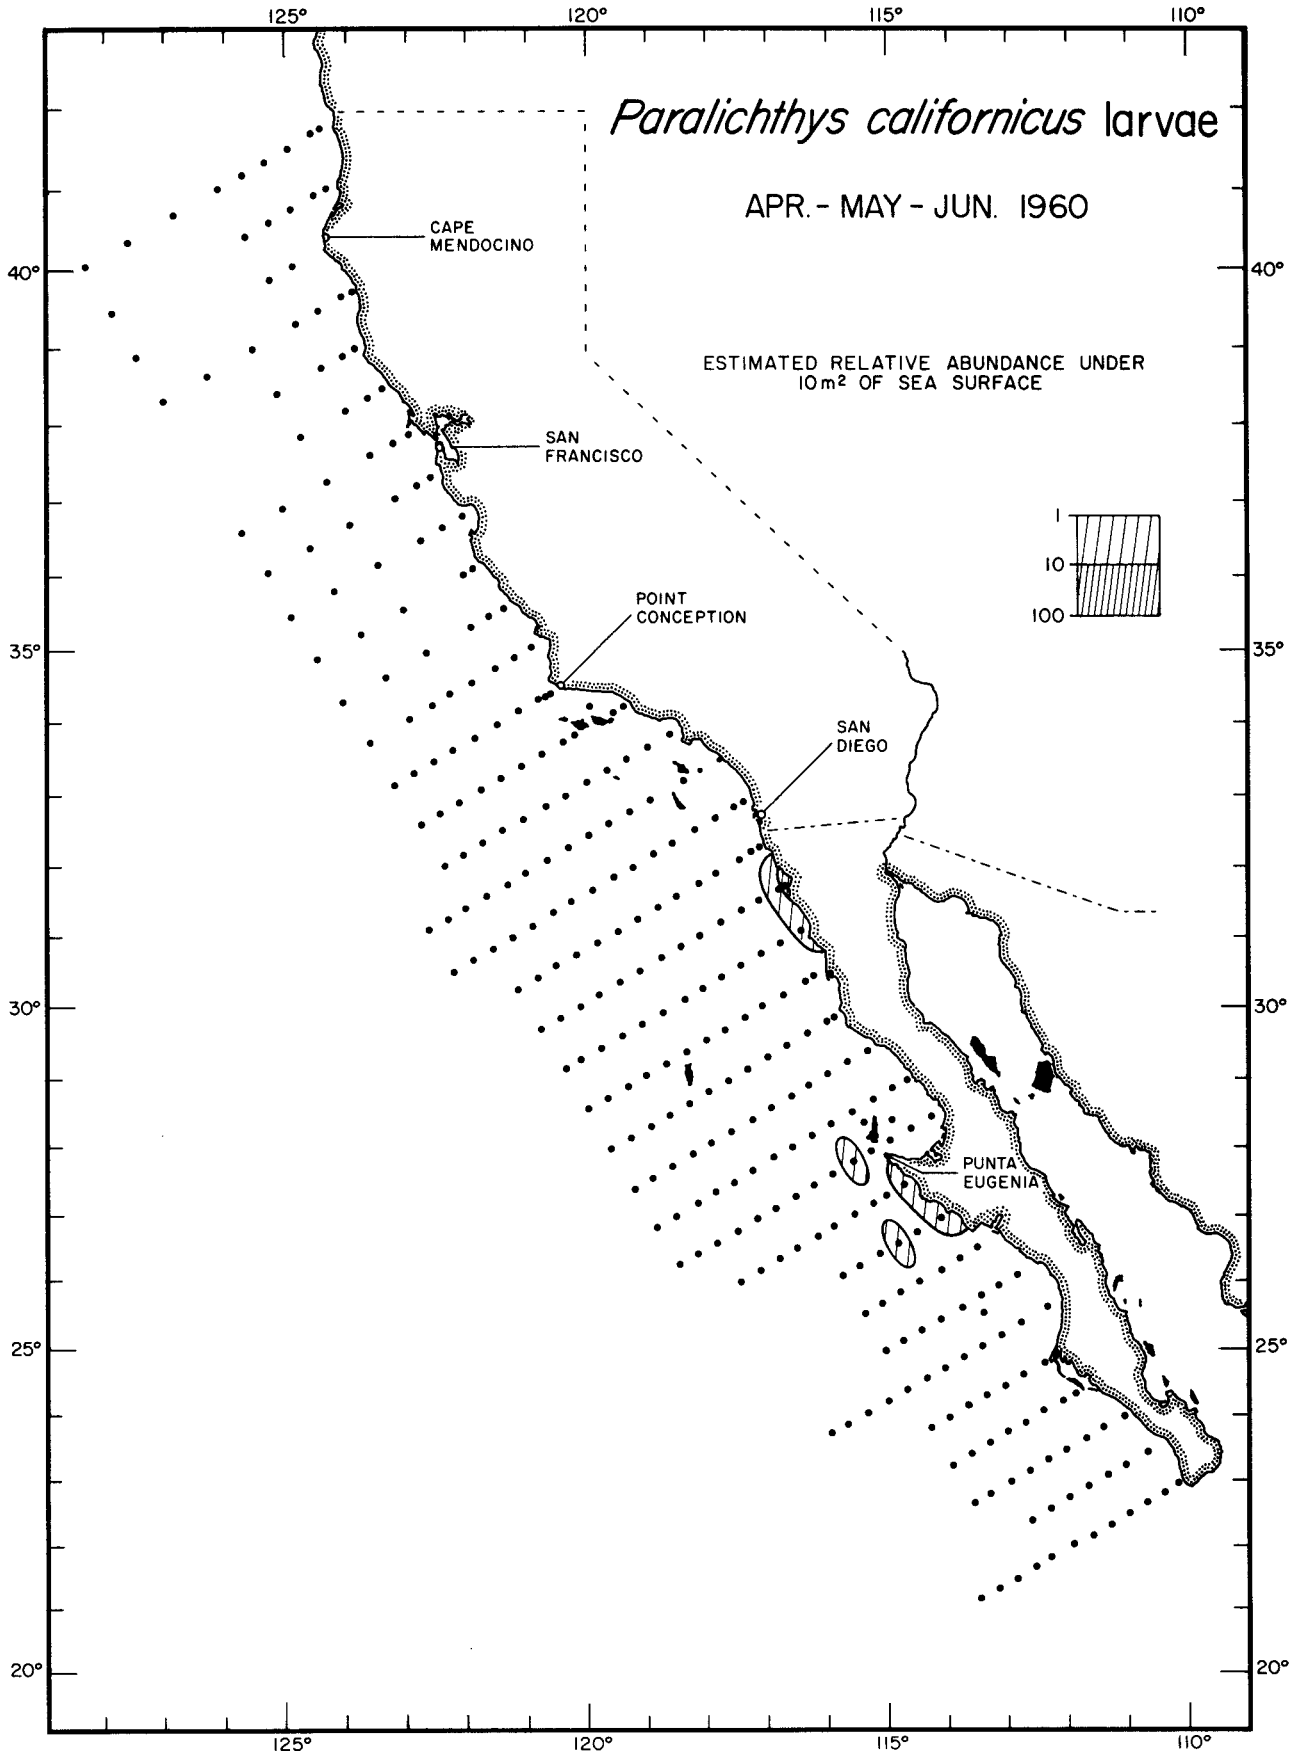 125° 120° 115° 110°
Paralichthys californicus larvae
APR. - MAY - JUN. 1960
CAPE
MENDOCINO
40° 40°
ESTIMATED RELATIVE ABUNDANCE UNDER
10m² OF SEA SURFACE
SAN
FRANCISCO
1
10
100
POINT
CONCEPTION
35° 35°
SAN
DIEGO
30° 30°
PUNTA
EUGENIA
25° 25°
20° 20°
125° 120° 115° 110°